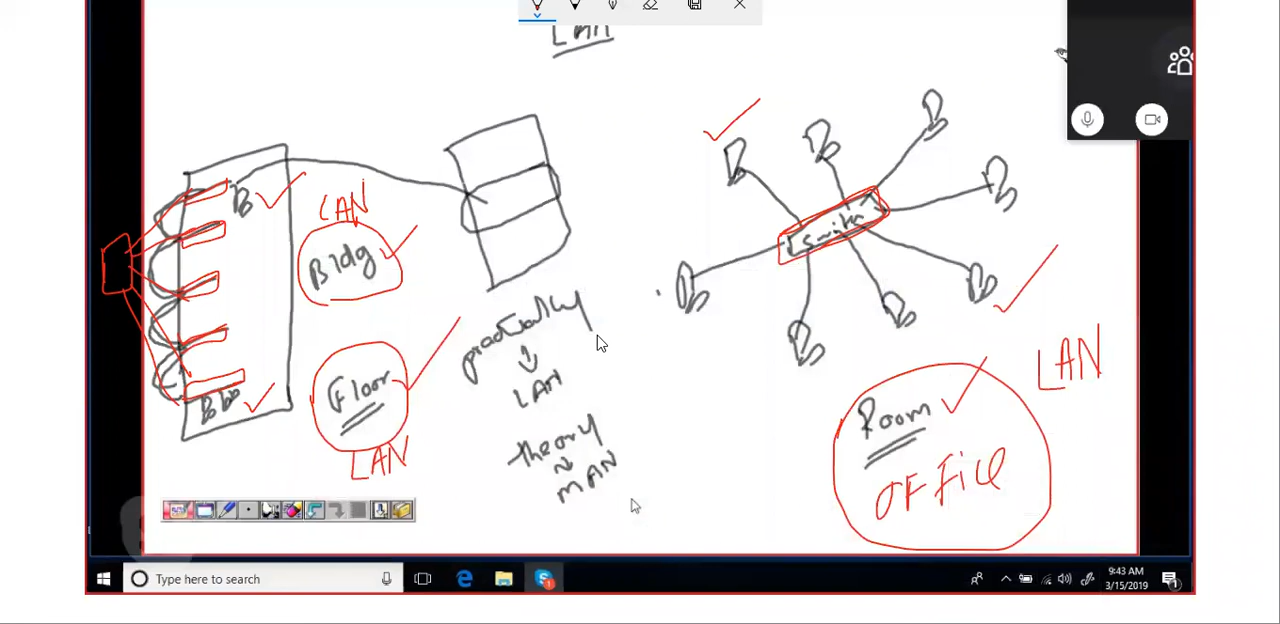 LAN
LAN
Bldg
Floor
LAN
practically
LAN
theory
MAN
switch
LAN
Room
OFFice
Type here to search
9:43 AM
3/15/2019